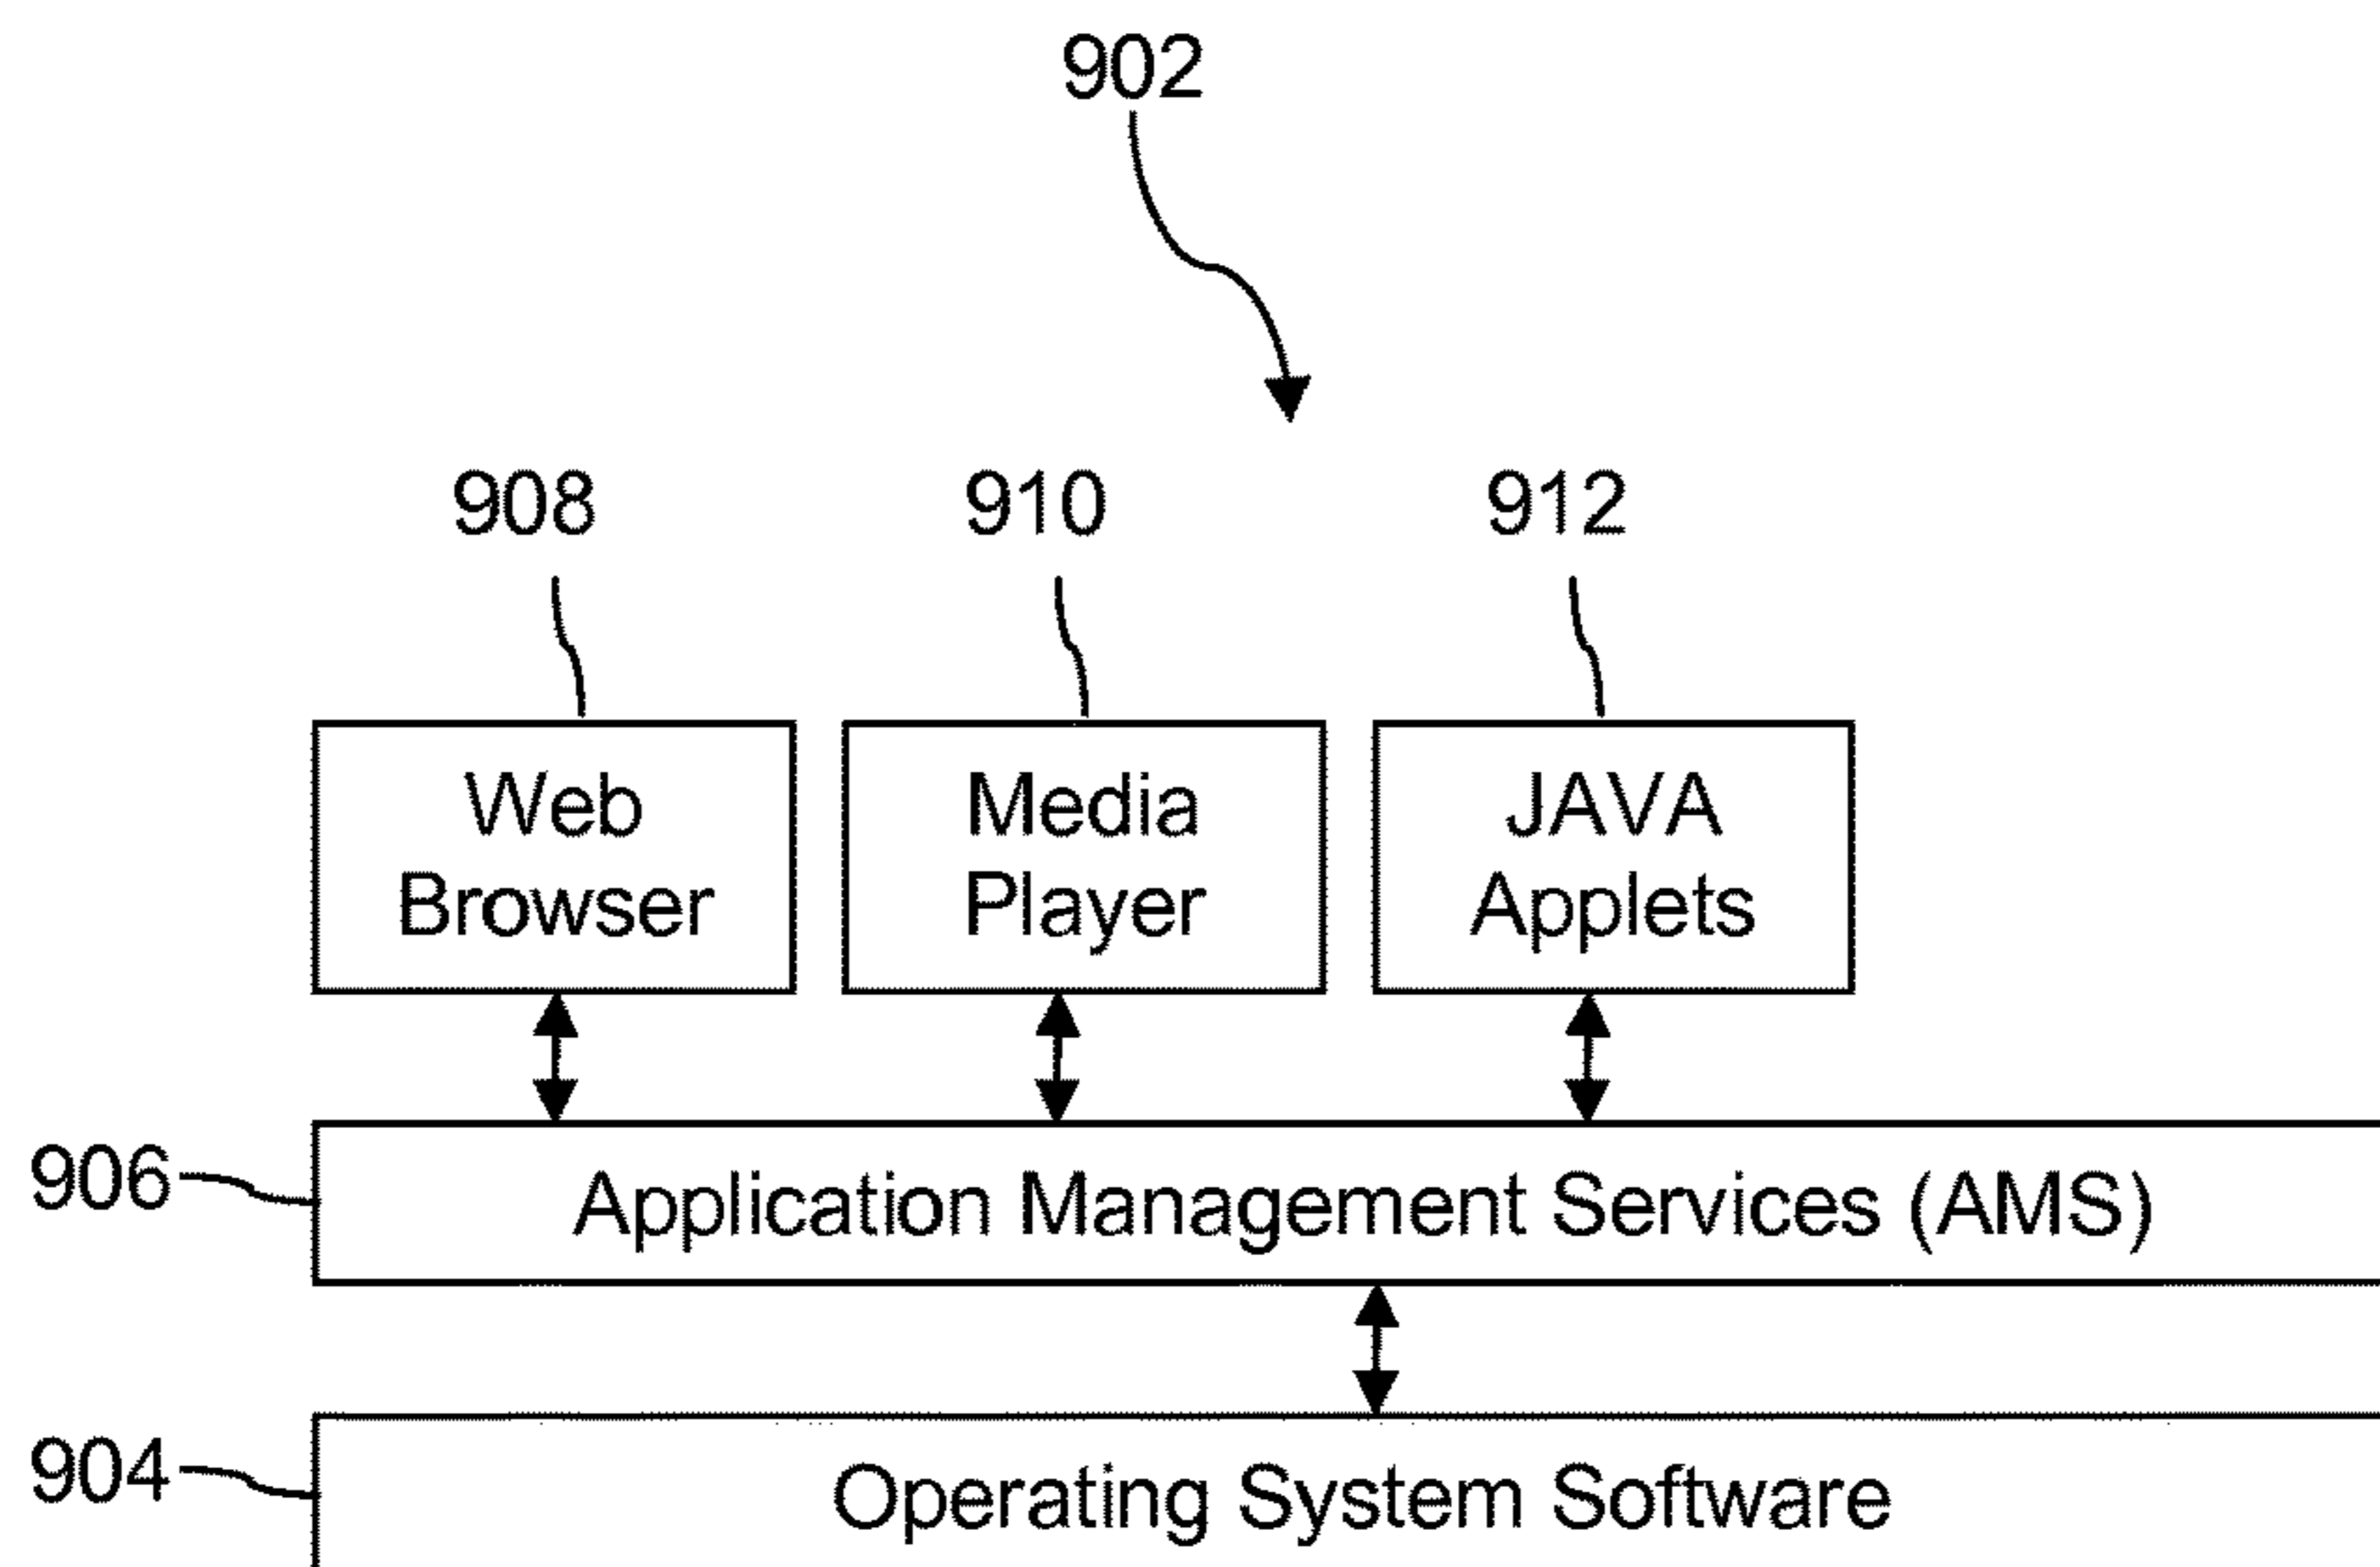 902
908
910
912
Web
Browser
Media
Player
JAVA
Applets
906
Application Management Services (AMS)
904
Operating System Software